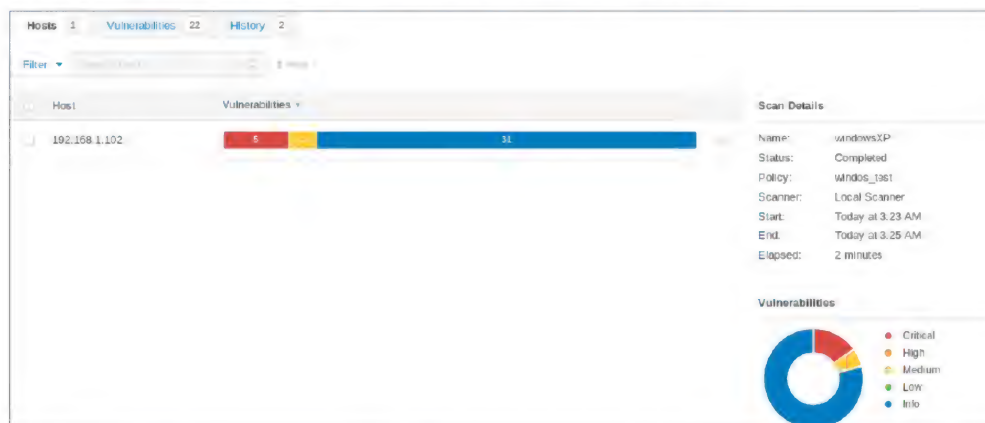 Hosts 1 Vulnerabilities 22 History 2
Filter
Host Vulnerabilities
192.168.1.102 5 31
Scan Details
Name: windowsXP
Status: Completed
Policy: windos_test
Scanner: Local Scanner
Start: Today at 3:23 AM
End: Today at 3:25 AM
Elapsed: 2 minutes
Vulnerabilities
Critical
High
Medium
Low
Info